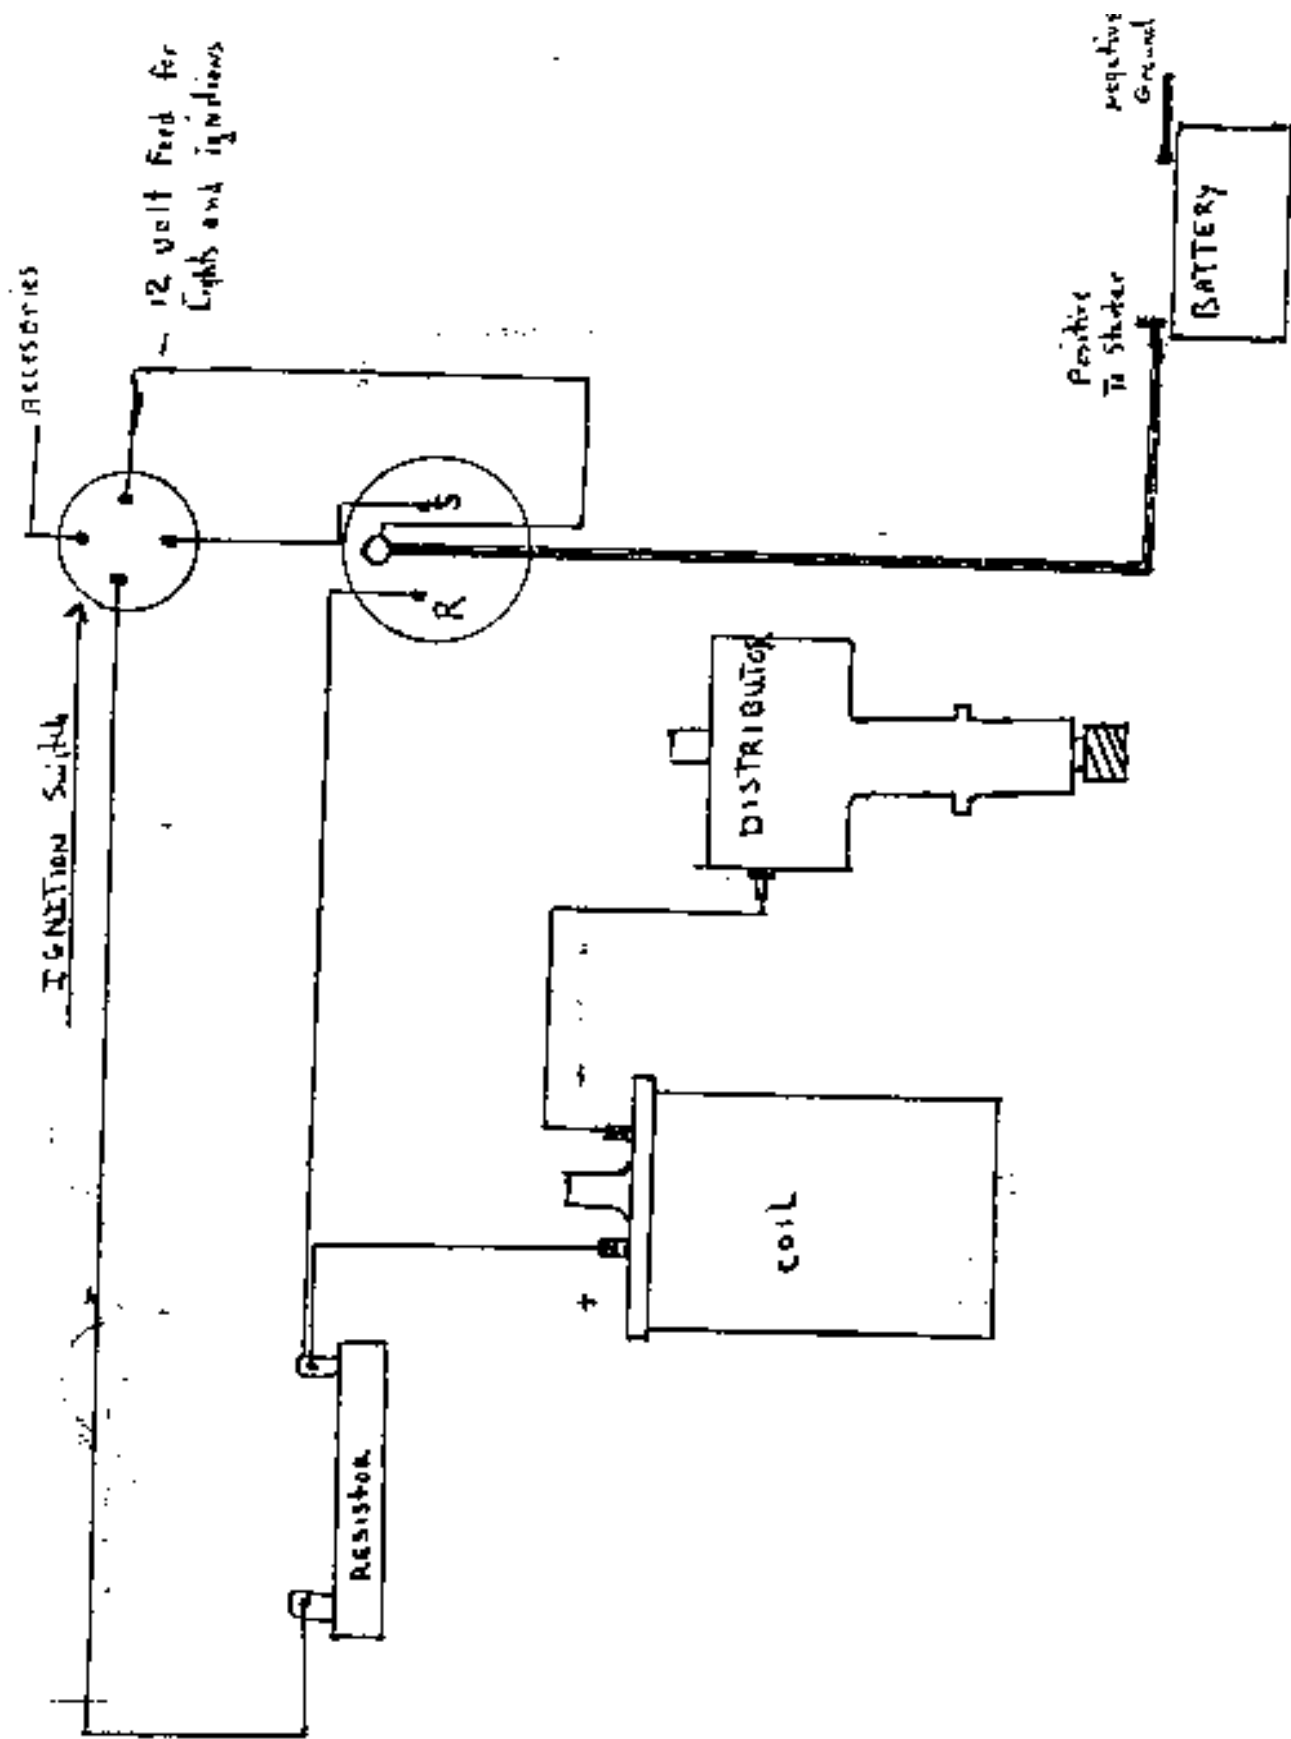 Accesories
12 volt Feed for
Lights and ignitions
IGNITION Switch
S
R
Negative
Ground
Positive
To Starter
BATTERY
DISTRIBUTOR
-
+
COIL
RESISTOR